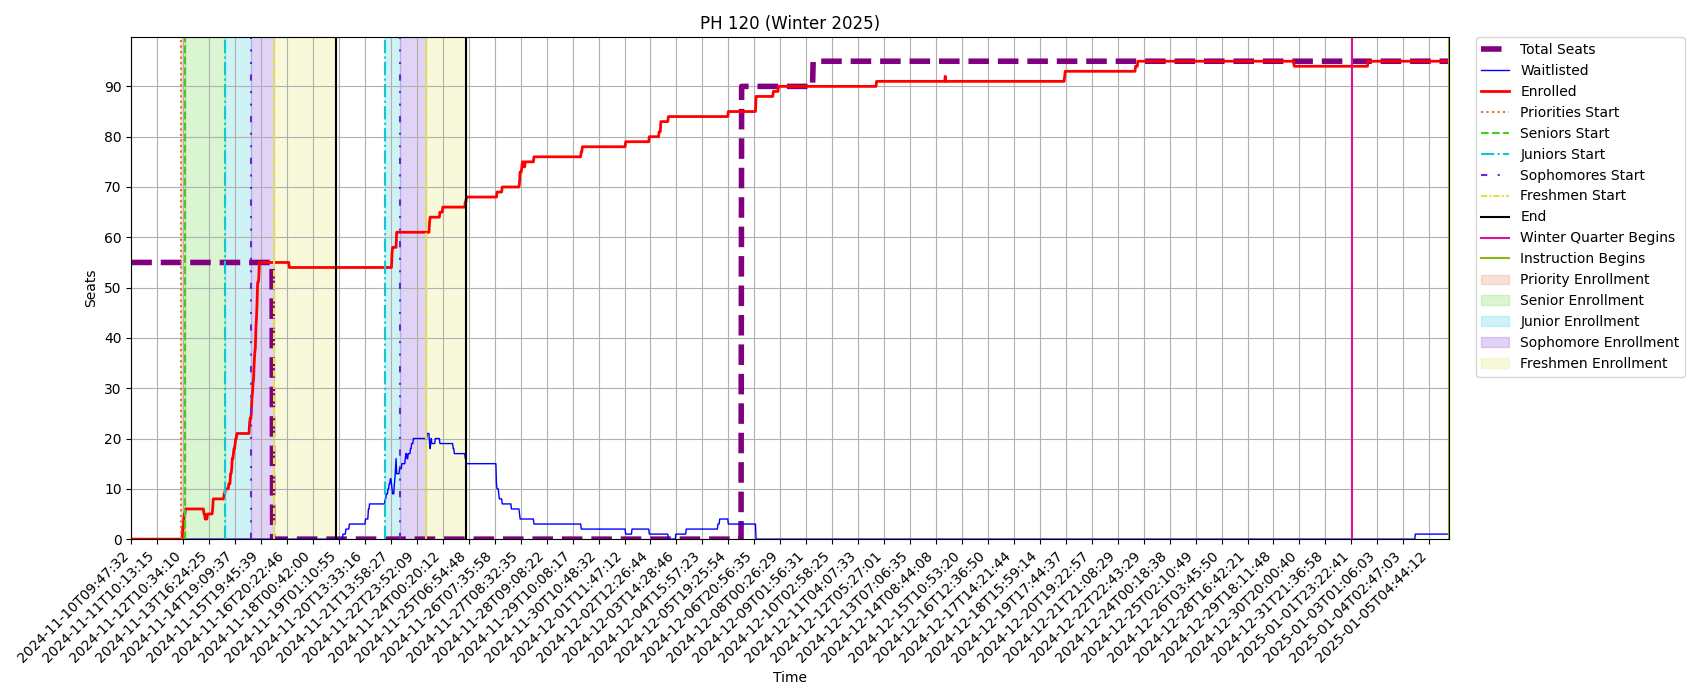 PH 120 (Winter 2025)
Seats
90
80
70
60
50
40
30
20
10
0
2024-11-10T09:47:32
2024-11-11T10:13:15
2024-11-12T10:34:10
2024-11-13T16:24:25
2024-11-14T19:09:37
2024-11-15T19:45:39
2024-11-16T20:22:46
2024-11-18T00:42:00
2024-11-19T01:10:55
2024-11-20T13:33:16
2024-11-21T23:58:27
2024-11-22T23:52:09
2024-11-24T00:20:12
2024-11-25T06:54:48
2024-11-26T07:35:58
2024-11-27T08:32:35
2024-11-28T09:08:22
2024-11-29T10:08:17
2024-11-30T10:48:32
2024-12-01T11:47:12
2024-12-02T12:26:44
2024-12-03T14:28:46
2024-12-04T15:57:23
2024-12-05T19:25:54
2024-12-06T20:56:35
2024-12-08T00:26:29
2024-12-09T01:56:31
2024-12-10T02:58:25
2024-12-11T04:07:33
2024-12-12T05:27:01
2024-12-13T07:06:35
2024-12-14T08:44:08
2024-12-15T10:53:20
2024-12-16T12:36:50
2024-12-17T14:21:44
2024-12-18T15:59:14
2024-12-19T17:44:37
2024-12-20T19:22:57
2024-12-21T21:08:29
2024-12-22T22:43:29
2024-12-24T00:18:38
2024-12-25T02:10:49
2024-12-26T03:45:50
2024-12-28T16:42:21
2024-12-29T18:11:48
2024-12-30T20:00:40
2024-12-31T21:36:58
2025-01-01T23:22:41
2025-01-03T01:06:03
2025-01-04T02:47:03
2025-01-05T04:44:12
Time
Total Seats
Waitlisted
Enrolled
Priorities Start
Seniors Start
Juniors Start
Sophomores Start
Freshmen Start
End
Winter Quarter Begins
Instruction Begins
Priority Enrollment
Senior Enrollment
Junior Enrollment
Sophomore Enrollment
Freshmen Enrollment